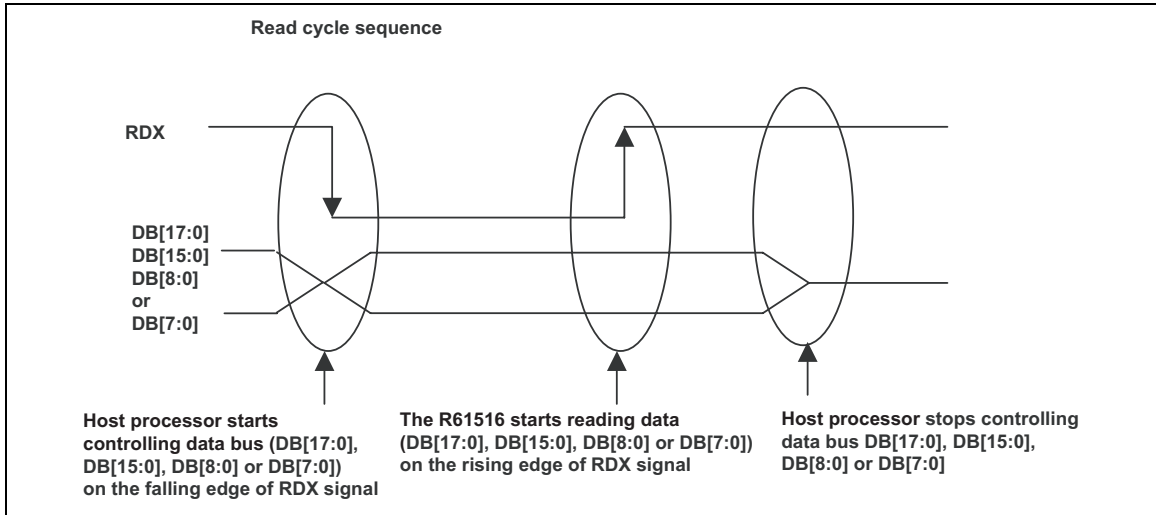 Read cycle sequence
RDX
DB[17:0]
DB[15:0]
DB[8:0]
or
DB[7:0]
Host processor starts
controlling data bus (DB[17:0],
DB[15:0], DB[8:0] or DB[7:0])
on the falling edge of RDX signal
The R61516 starts reading data
(DB[17:0], DB[15:0], DB[8:0] or DB[7:0])
on the rising edge of RDX signal
Host processor stops controlling
data bus DB[17:0], DB[15:0],
DB[8:0] or DB[7:0]